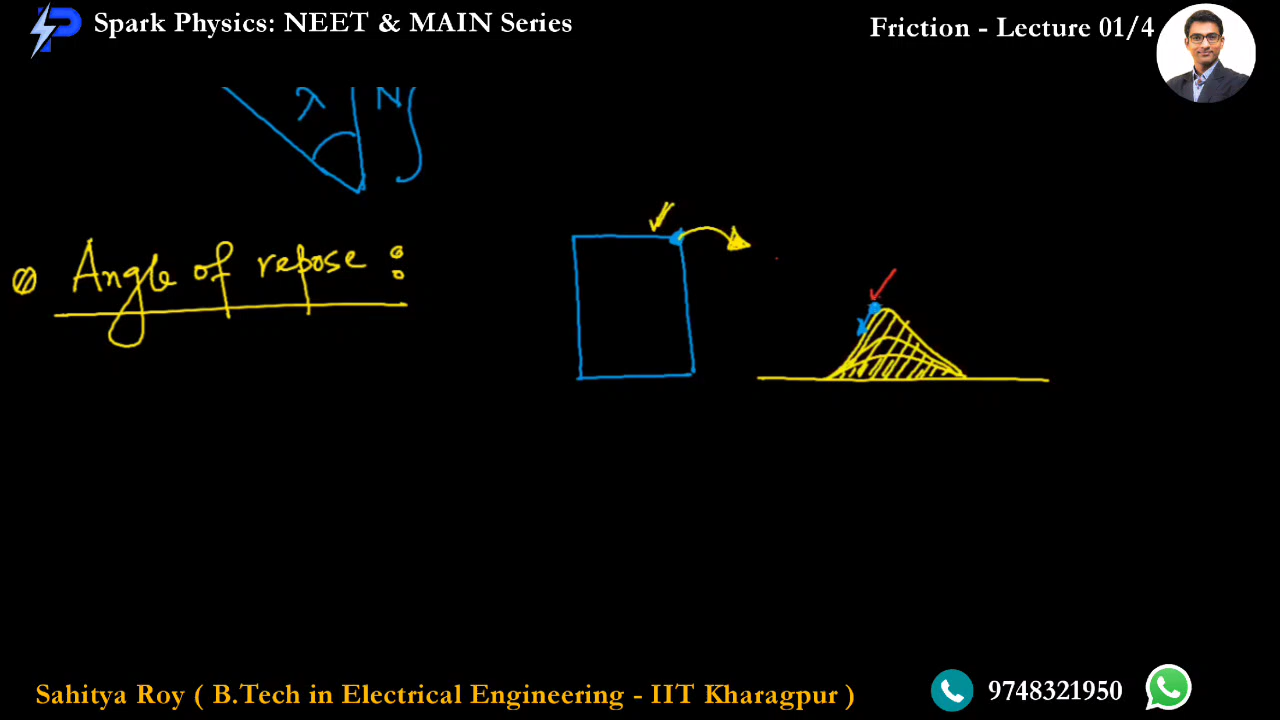 Spark Physics: NEET & MAIN Series
Friction - Lecture 01/4
λ N
Angle of repose :
Sahitya Roy ( B.Tech in Electrical Engineering - IIT Kharagpur )
9748321950